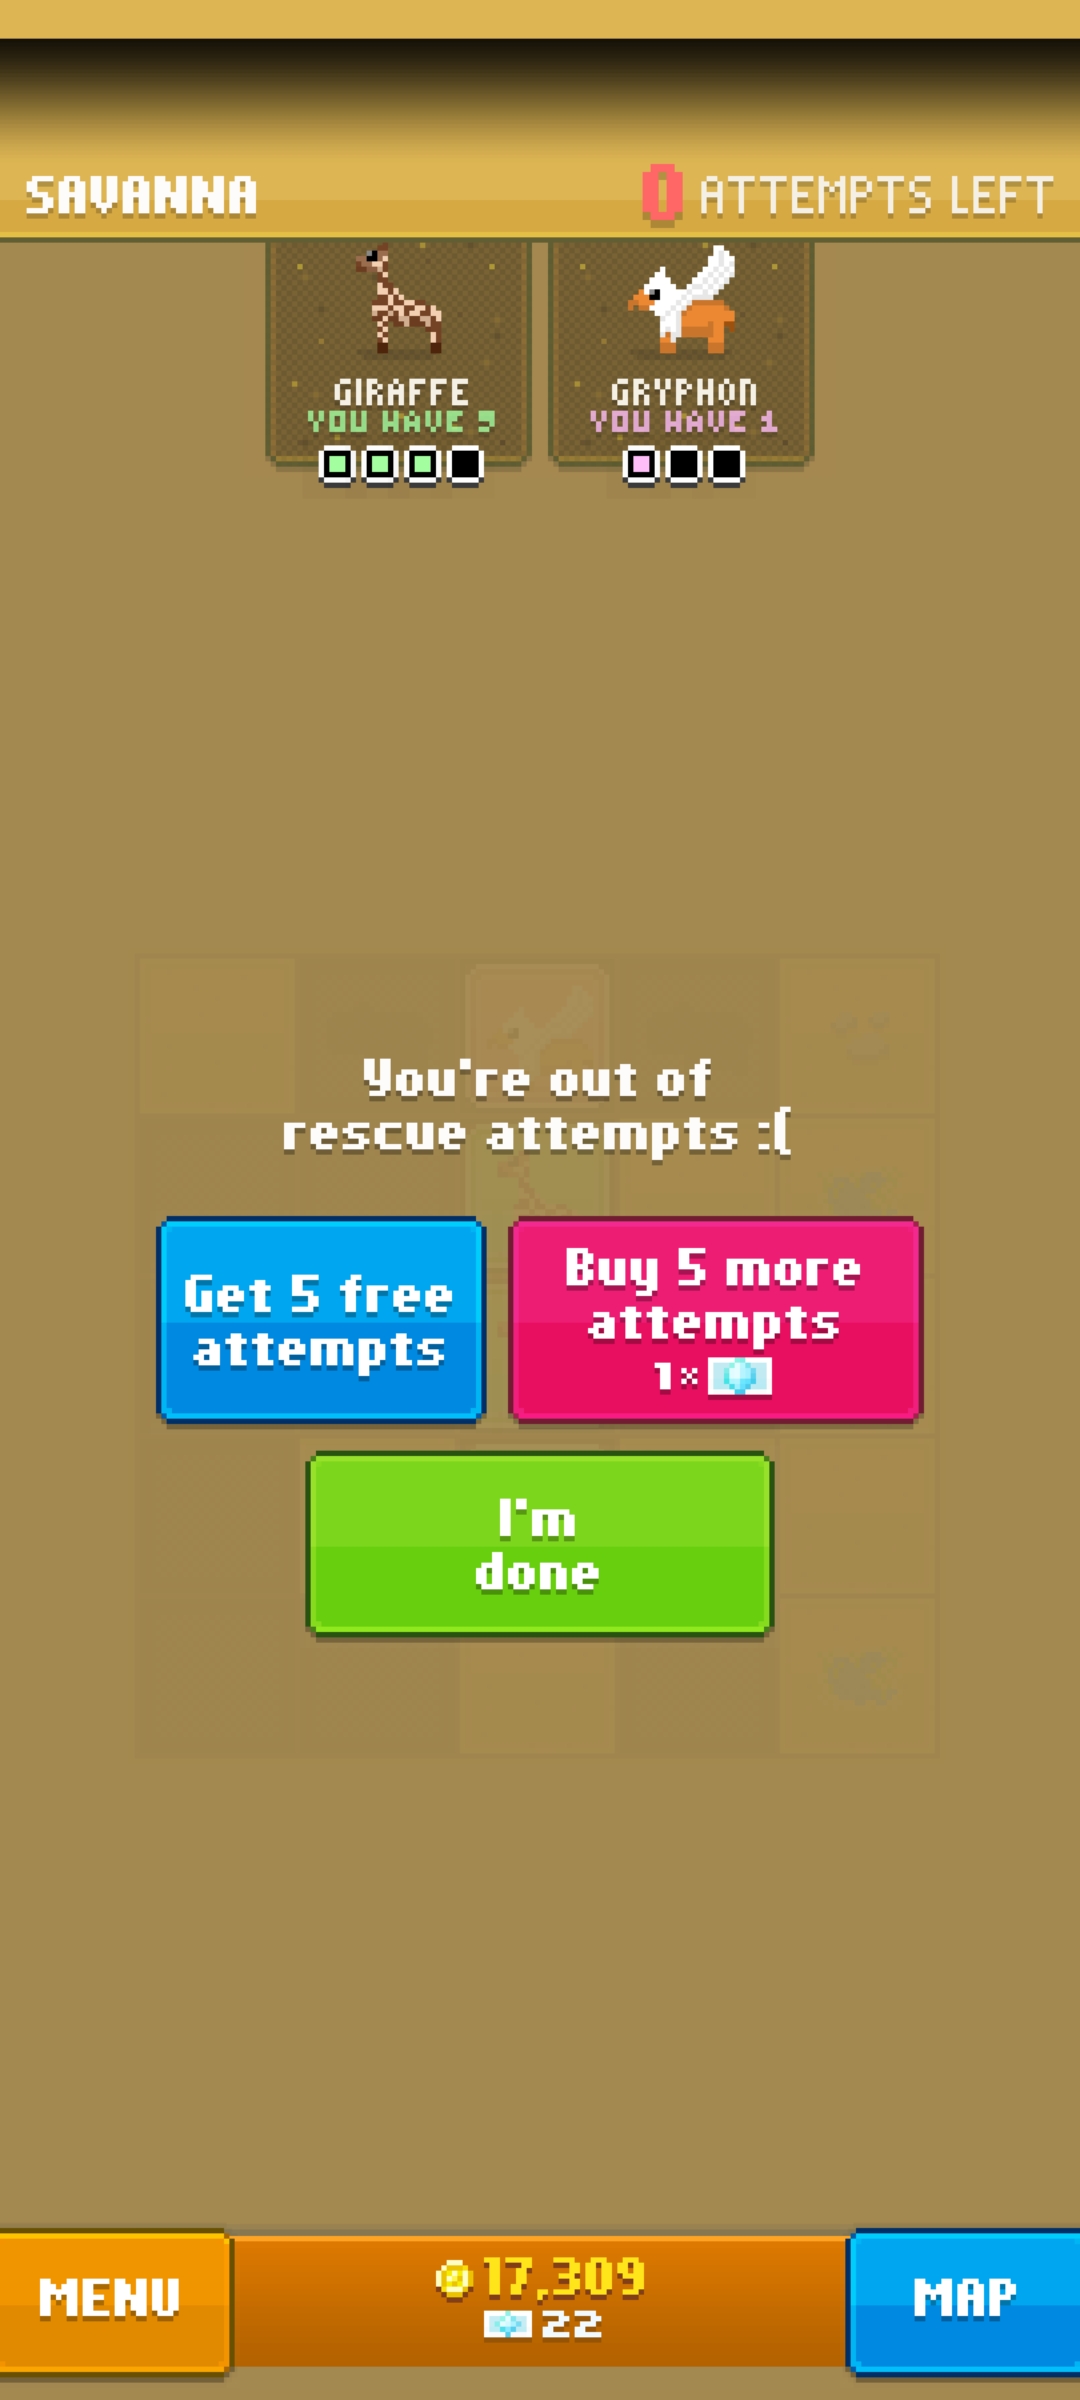 SAVANNA
0 ATTEMPTS LEFT
GIRAFFE
YOU HAVE 9
GRYPHON
YOU HAVE 1
You're out of
rescue attempts :(
Get 5 free
attempts
Buy 5 more
attempts
1×
I'm
done
MENU
17,309
22
MAP